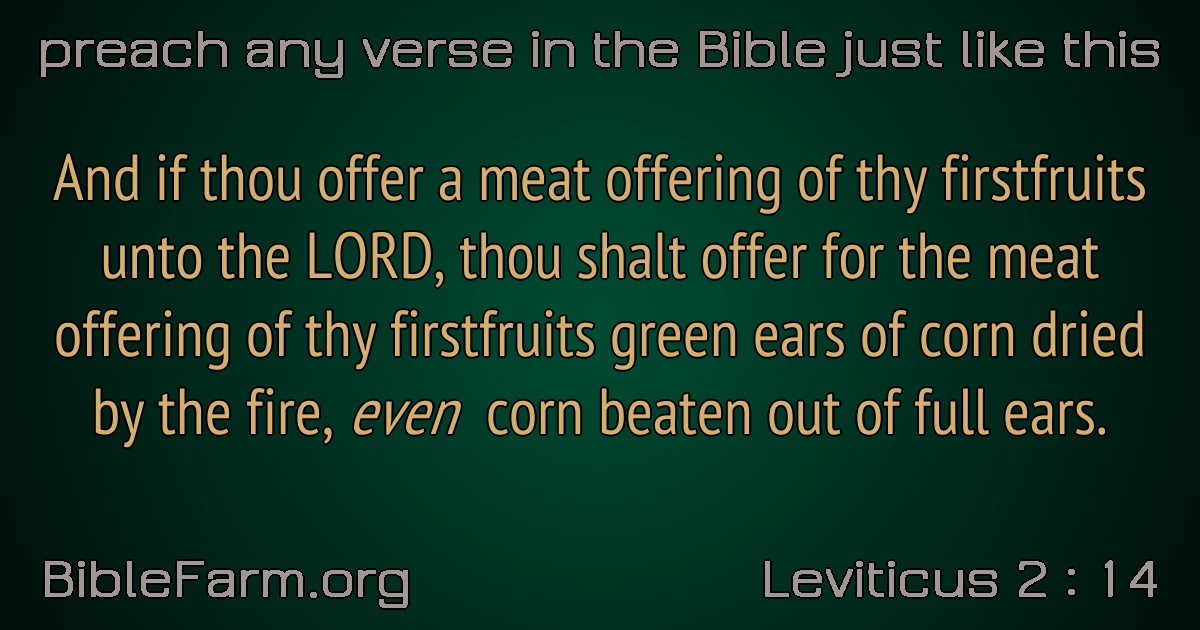 preach any verse in the Bible just like this
And if thou offer a meat offering of thy firstfruits
unto the LORD, thou shalt offer for the meat
offering of thy firstfruits green ears of corn dried
by the fire, even corn beaten out of full ears.
BibleFarm.org
Leviticus 2 : 14